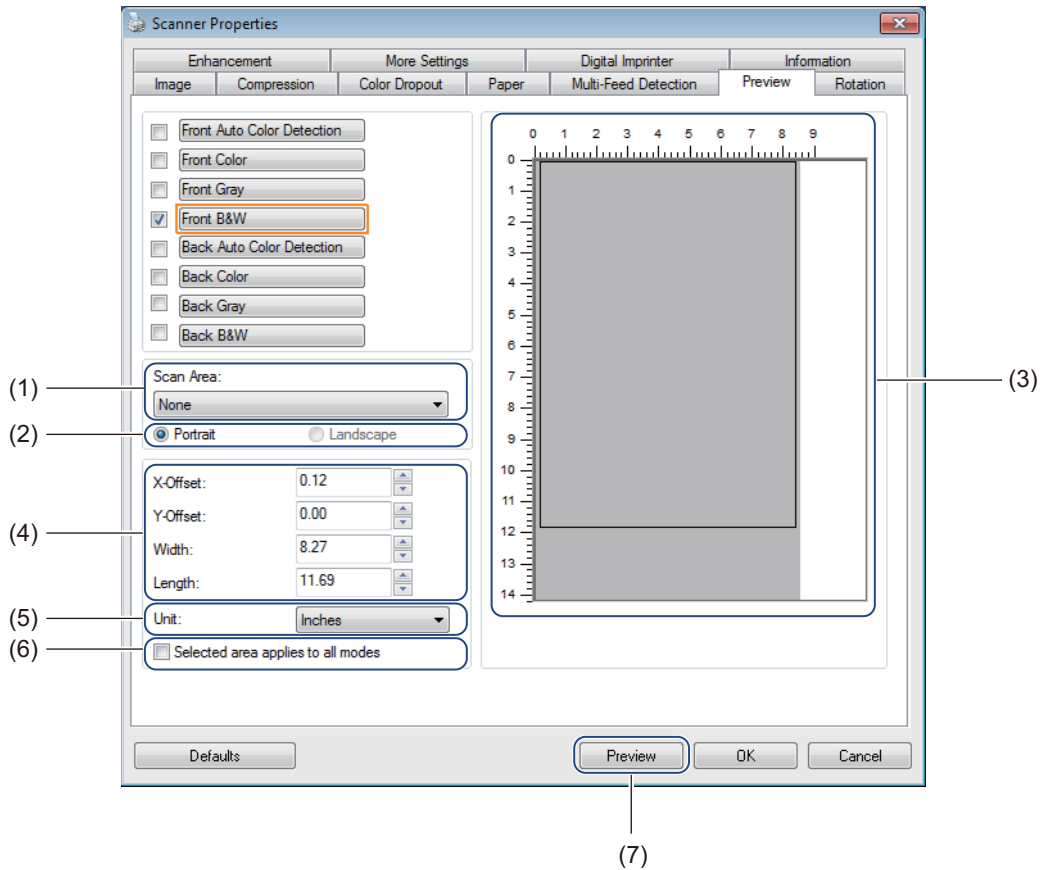 Scanner Properties
Enhancement More Settings Digital Imprinter Information
Image Compression Color Dropout Paper Multi-Feed Detection Preview Rotation
Front Auto Color Detection
Front Color
Front Gray
Front B&W
Back Auto Color Detection
Back Color
Back Gray
Back B&W
0 1 2 3 4 5 6 7 8 9
0
1
2
3
4
5
6
7
8
9
10
11
12
13
14
(1)
Scan Area:
None
(2)
Portrait Landscape
(3)
(4)
X-Offset: 0.12
Y-Offset: 0.00
Width: 8.27
Length: 11.69
(5)
Unit: Inches
(6)
Selected area applies to all modes
Defaults Preview OK Cancel
(7)